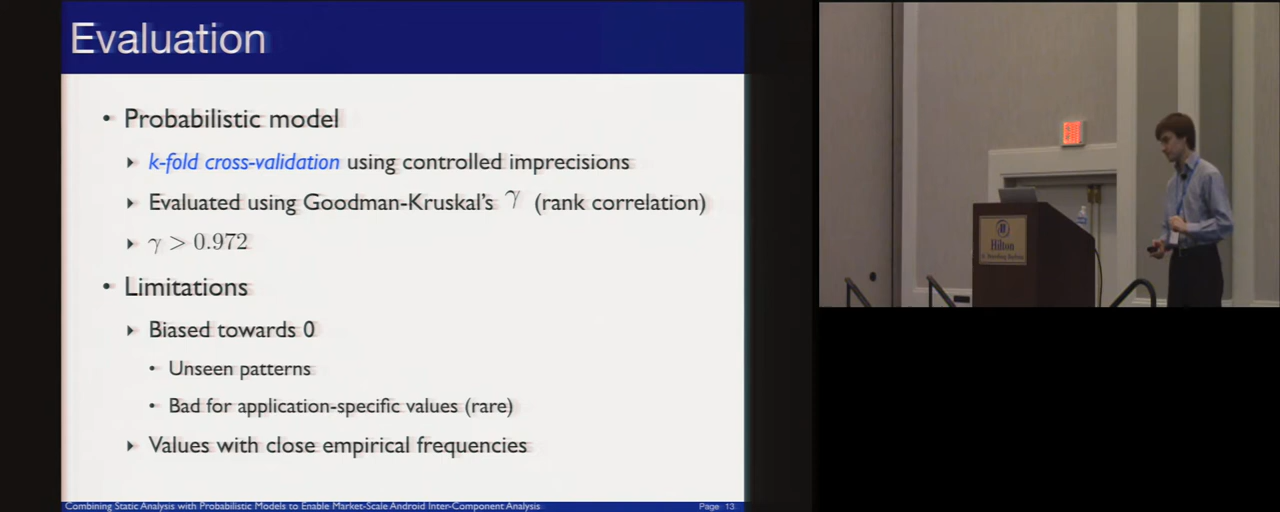 Evaluation
• Probabilistic model
k-fold cross-validation using controlled imprecisions
Evaluated using Goodman-Kruskal's γ (rank correlation)
γ > 0.972
• Limitations
Biased towards 0
• Unseen patterns
• Bad for application-specific values (rare)
Values with close empirical frequencies
Combining Static Analysis with Probabilistic Models to Enable Market-Scale Android Inter-Component Analysis
Page 13
Hilton